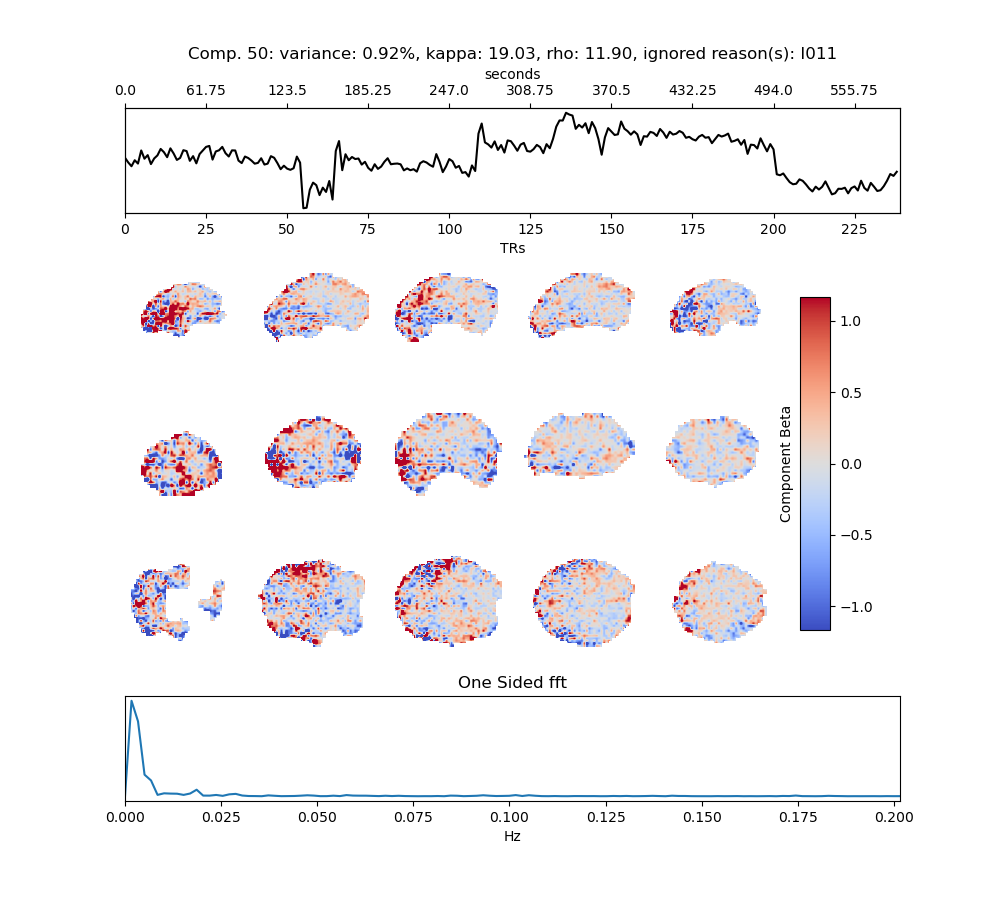 Comp. 50: variance: 0.92%, kappa: 19.03, rho: 11.90, ignored reason(s): I011
seconds
0.0 61.75 123.5 185.25 247.0 308.75 370.5 432.25 494.0 555.75
0 25 50 75 100 125 150 175 200 225
TRs
1.0
0.5
0.0
−0.5
−1.0
Component Beta
One Sided fft
0.000 0.025 0.050 0.075 0.100 0.125 0.150 0.175 0.200
Hz